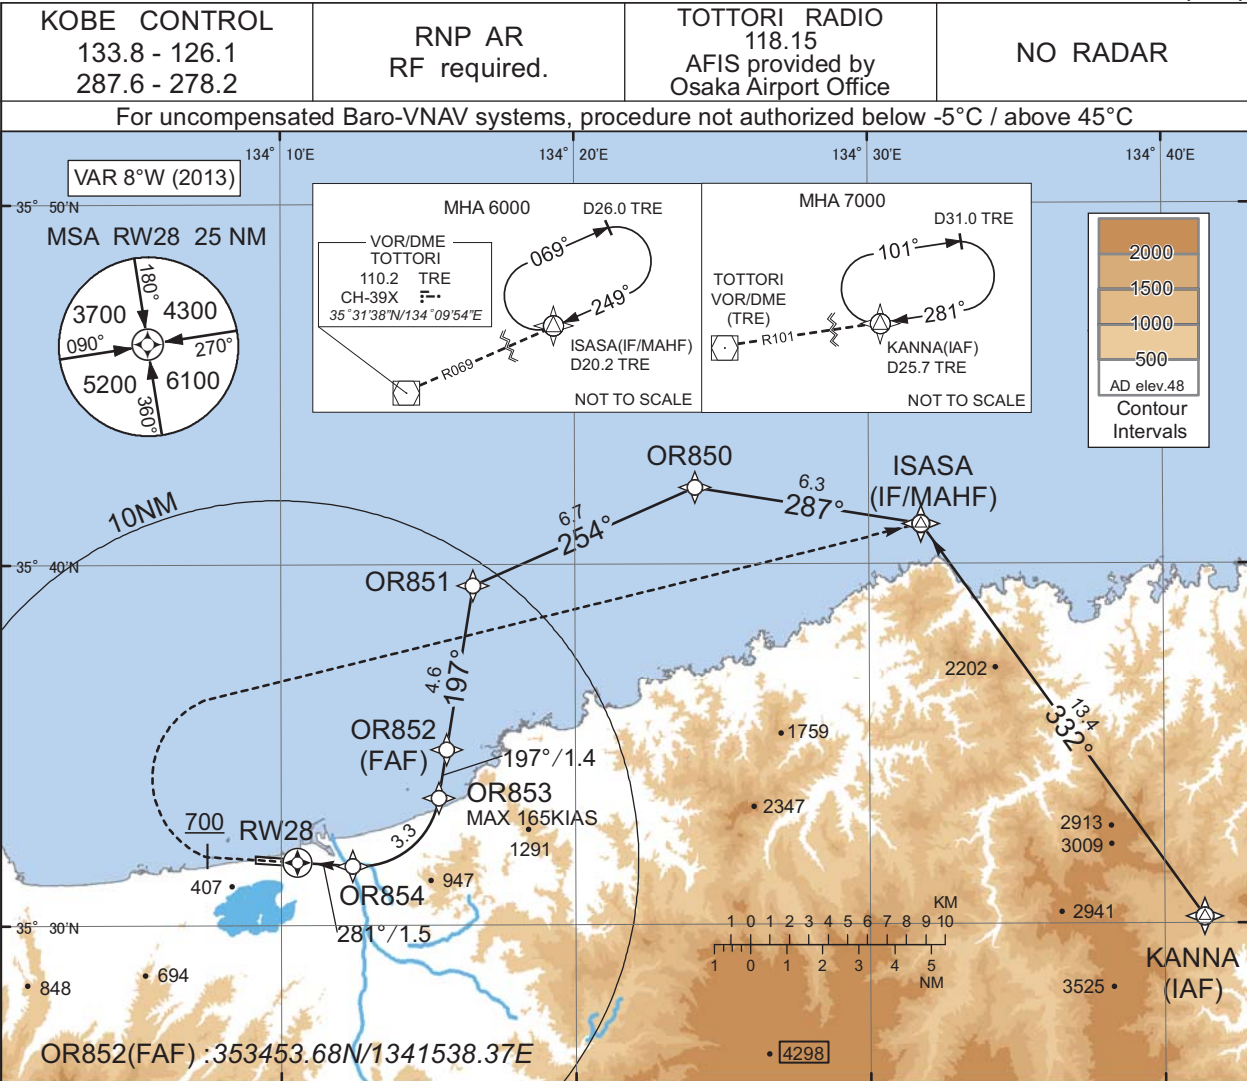 KOBE CONTROL
133.8 - 126.1
287.6 - 278.2
RNP AR
RF required.
TOTTORI RADIO
118.15
AFIS provided by
Osaka Airport Office
NO RADAR
For uncompensated Baro-VNAV systems, procedure not authorized below -5°C / above 45°C
134° 10'E
134° 20'E
134° 30'E
134° 40'E
VAR 8°W (2013)
35° 50'N
MSA RW28 25 NM
180°
3700
4300
090°
270°
5200
6100
360°
MHA 6000
D26.0 TRE
VOR/DME
TOTTORI
110.2 TRE
CH-39X
35°31'38"N/134°09'54"E
069°
249°
ISASA(IF/MAHF)
D20.2 TRE
R069
NOT TO SCALE
MHA 7000
D31.0 TRE
101°
281°
TOTTORI
VOR/DME
(TRE)
R101
KANNA(IAF)
D25.7 TRE
NOT TO SCALE
2000
1500
1000
500
AD elev.48
Contour
Intervals
OR850
ISASA
(IF/MAHF)
6.3
287°
10NM
6.7
254°
35° 40'N
OR851
4.6
197°
2202
13.4
332°
OR852
(FAF)
1759
197°/1.4
OR853
MAX 165KIAS
2347
700
RW28
3.3
1291
2913
3009
407
OR854
947
2941
KM
1 0 1 2 3 4 5 6 7 8 9 10
1 0 1 2 3 4 5
NM
35° 30'N
281°/1.5
KANNA
(IAF)
694
848
3525
OR852(FAF) :353453.68N/1341538.37E
4298